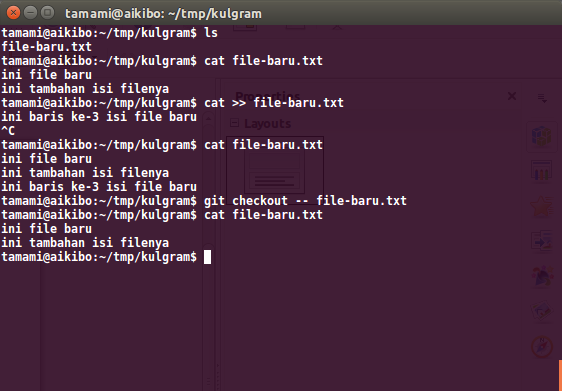 tamami@aikibo: ~/tmp/kulgram
tamami@aikibo:~/tmp/kulgram$ ls
file-baru.txt
tamami@aikibo:~/tmp/kulgram$ cat file-baru.txt
ini file baru
ini tambahan isi filenya
tamami@aikibo:~/tmp/kulgram$ cat >> file-baru.txt
ini baris ke-3 isi file baru
^C
tamami@aikibo:~/tmp/kulgram$ cat file-baru.txt
ini file baru
ini tambahan isi filenya
ini baris ke-3 isi file baru
tamami@aikibo:~/tmp/kulgram$ git checkout -- file-baru.txt
tamami@aikibo:~/tmp/kulgram$ cat file-baru.txt
ini file baru
ini tambahan isi filenya
tamami@aikibo:~/tmp/kulgram$
Properties
Layouts